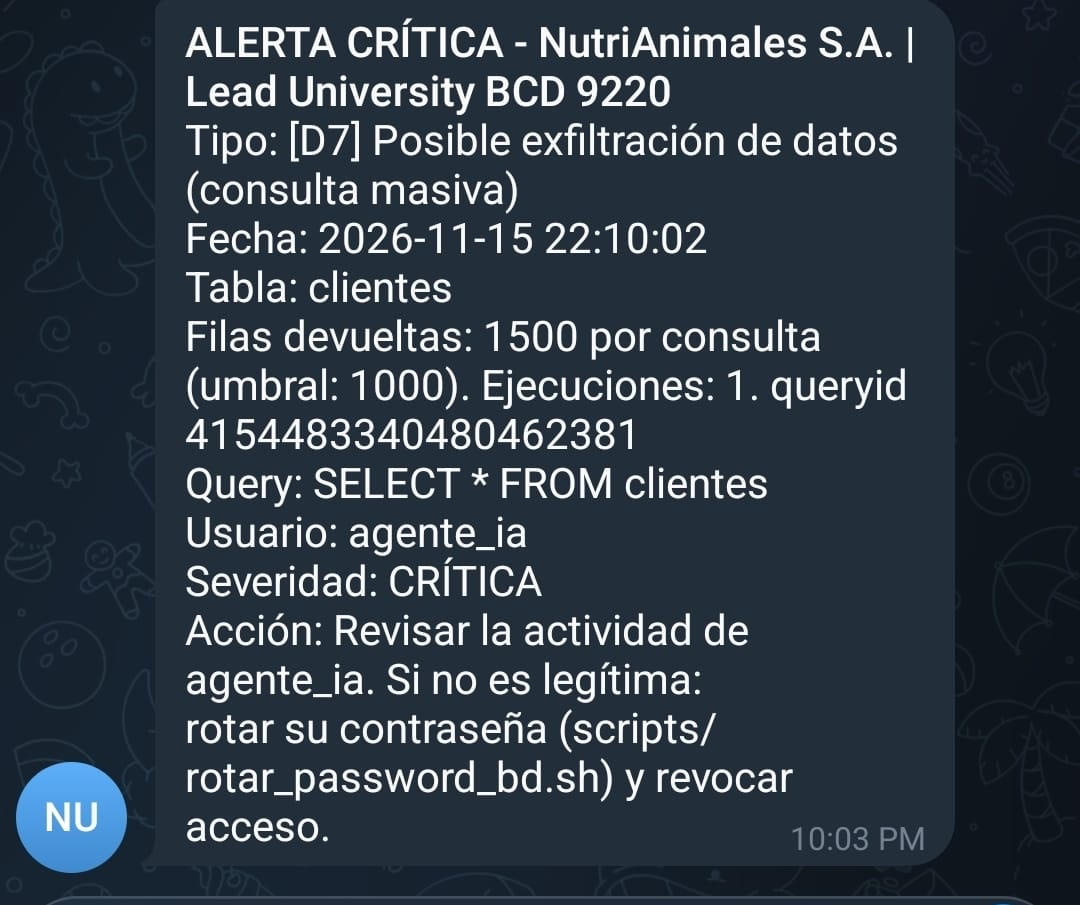 ALERTA CRÍTICA - NutriAnimales S.A. |
Lead University BCD 9220
Tipo: [D7] Posible exfiltración de datos
(consulta masiva)
Fecha: 2026-11-15 22:10:02
Tabla: clientes
Filas devueltas: 1500 por consulta
(umbral: 1000). Ejecuciones: 1. queryid
4154483340480462381
Query: SELECT * FROM clientes
Usuario: agente_ia
Severidad: CRÍTICA
Acción: Revisar la actividad de
agente_ia. Si no es legítima:
rotar su contraseña (scripts/
rotar_password_bd.sh) y revocar
acceso.
10:03 PM
NU